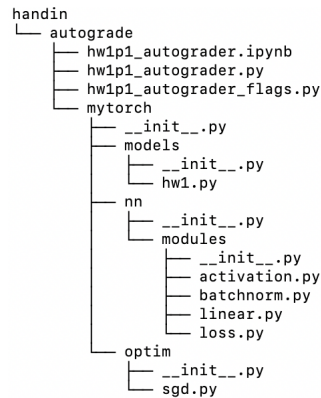 handin
└── autograde
    ├── hw1p1_autograder.ipynb
    ├── hw1p1_autograder.py
    ├── hw1p1_autograder_flags.py
    └── mytorch
        ├── __init__.py
        ├── models
        │   ├── __init__.py
        │   └── hw1.py
        ├── nn
        │   ├── __init__.py
        │   └── modules
        │       ├── __init__.py
        │       ├── activation.py
        │       ├── batchnorm.py
        │       ├── linear.py
        │       └── loss.py
        └── optim
            ├── __init__.py
            └── sgd.py